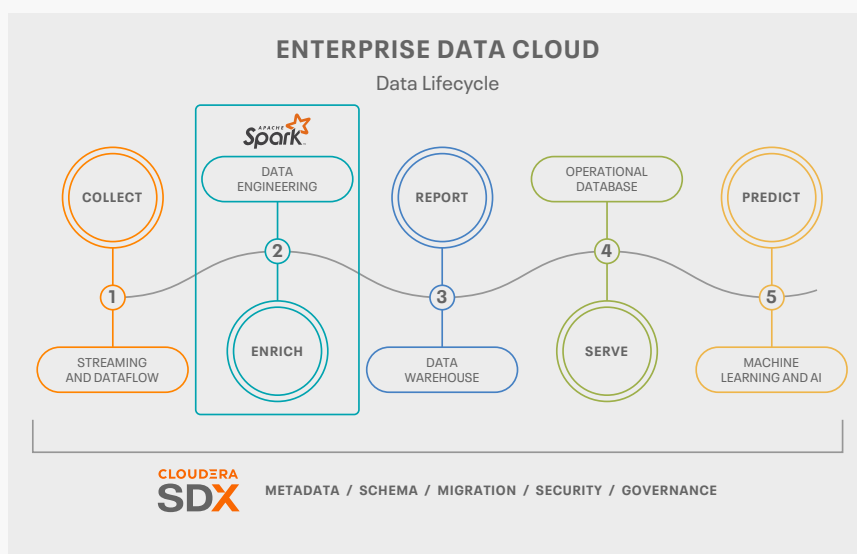 ENTERPRISE DATA CLOUD
Data Lifecycle
APACHE
Spark™
COLLECT
DATA
ENGINEERING
REPORT
OPERATIONAL
DATABASE
PREDICT
1
2
3
4
5
STREAMING
AND DATAFLOW
ENRICH
DATA
WAREHOUSE
SERVE
MACHINE
LEARNING AND AI
CLOUDERA
SDX
METADATA / SCHEMA / MIGRATION / SECURITY / GOVERNANCE